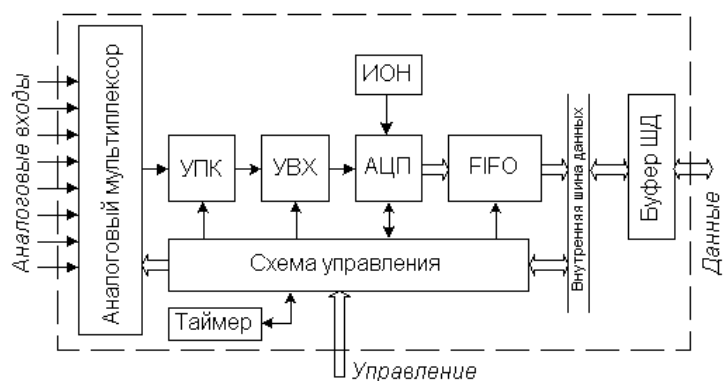 Аналоговые входы
Аналоговый мультиплексор
ИОН
УПК
УВХ
АЦП
FIFO
Внутренняя шина данных
Буфер ШД
Данные
Схема управления
Таймер
Управление